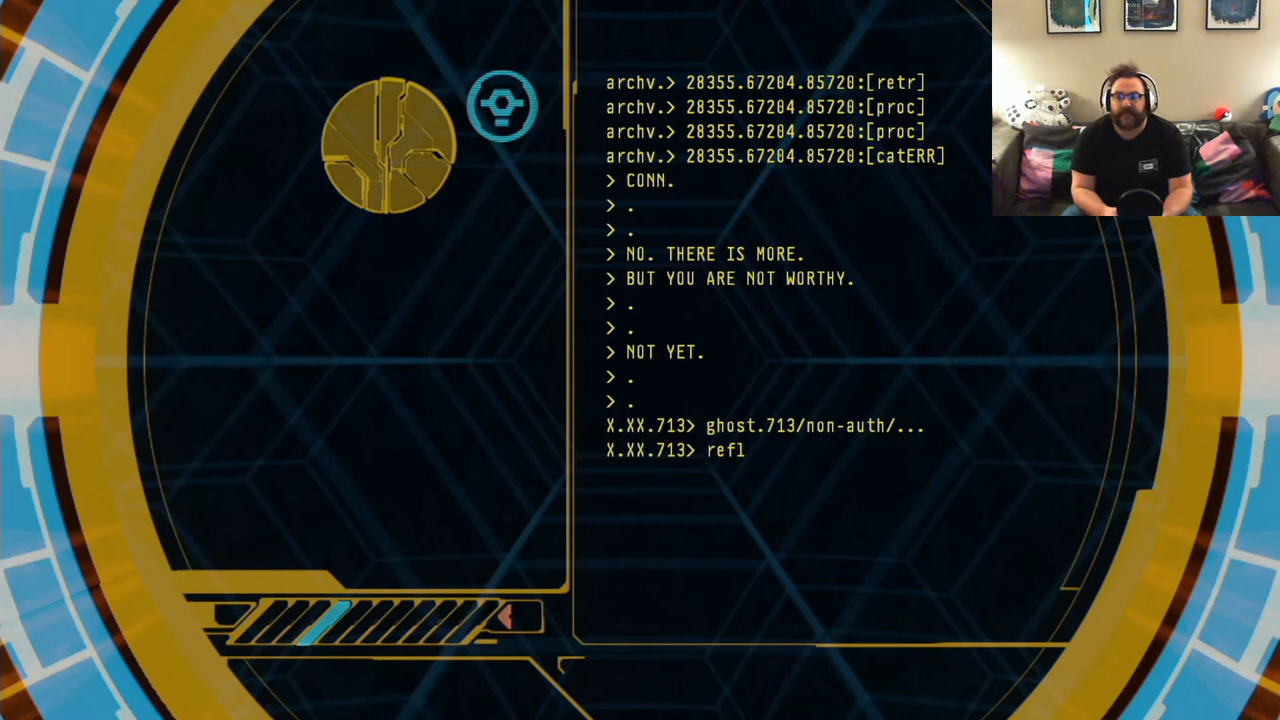 archv.> 28355.67204.85720:[retr]
archv.> 28355.67204.85720:[proc]
archv.> 28355.67204.85720:[proc]
archv.> 28355.67204.85720:[catERR]
> CONN.
> .
> .
> NO. THERE IS MORE.
> BUT YOU ARE NOT WORTHY.
> .
> .
> NOT YET.
> .
> .
X.XX.713> ghost.713/non-auth/...
X.XX.713> refl